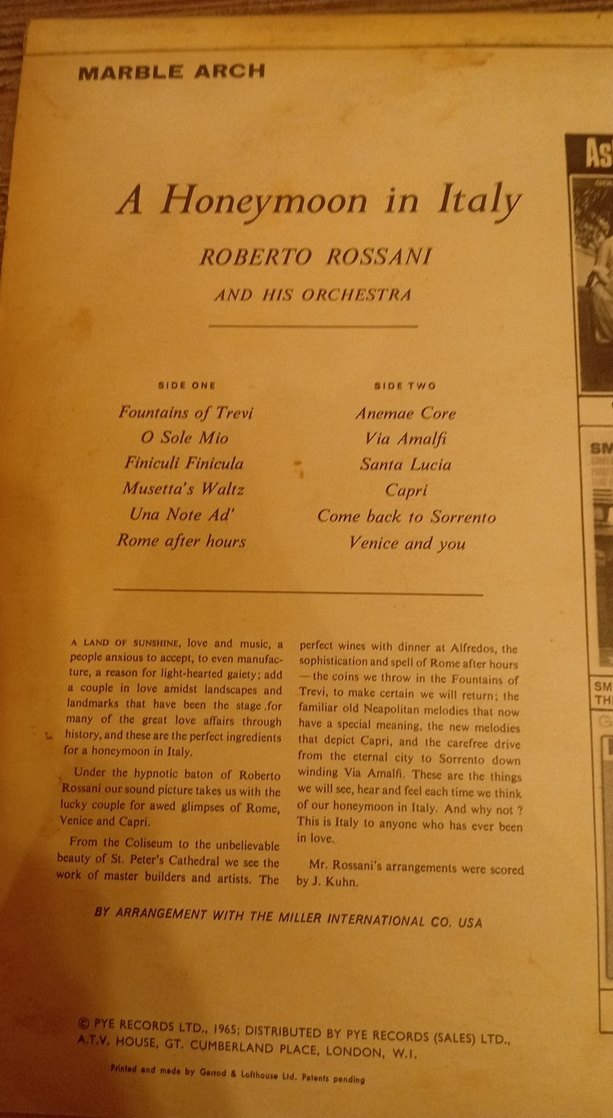 MARBLE ARCH
A Honeymoon in Italy
ROBERTO ROSSANI
AND HIS ORCHESTRA
SIDE ONE
Fountains of Trevi
O Sole Mio
Finiculi Finicula
Musetta's Waltz
Una Note Ad'
Rome after hours
SIDE TWO
Anemae Core
Via Amalfi
Santa Lucia
Capri
Come back to Sorrento
Venice and you
A LAND OF SUNSHINE, love and music, a
people anxious to accept, to even manufac-
ture, a reason for light-hearted gaiety; add
a couple in love amidst landscapes and
landmarks that have been the stage .for
many of the great love affairs through
history, and these are the perfect ingredients
for a honeymoon in Italy.
Under the hypnotic baton of Roberto
Rossani our sound picture takes us with the
lucky couple for awed glimpses of Rome,
Venice and Capri.
From the Coliseum to the unbelievable
beauty of St. Peter's Cathedral we see the
work of master builders and artists. The
perfect wines with dinner at Alfredos, the
sophistication and spell of Rome after hours
—the coins we throw in the Fountains of
Trevi, to make certain we will return; the
familiar old Neapolitan melodies that now
have a special meaning, the new melodies
that depict Capri, and the carefree drive
from the eternal city to Sorrento down
winding Via Amalfi. These are the things
we will see, hear and feel each time we think
of our honeymoon in Italy. And why not ?
This is Italy to anyone who has ever been
in love.
Mr. Rossani's arrangements were scored
by J. Kuhn.
BY ARRANGEMENT WITH THE MILLER INTERNATIONAL CO. USA
© PYE RECORDS LTD., 1965; DISTRIBUTED BY PYE RECORDS (SALES) LTD.,
A.T.V. HOUSE, GT. CUMBERLAND PLACE, LONDON, W.I.
Printed and made by Garrod & Lofthouse Ltd. Patents pending
As
SM
SM
TH